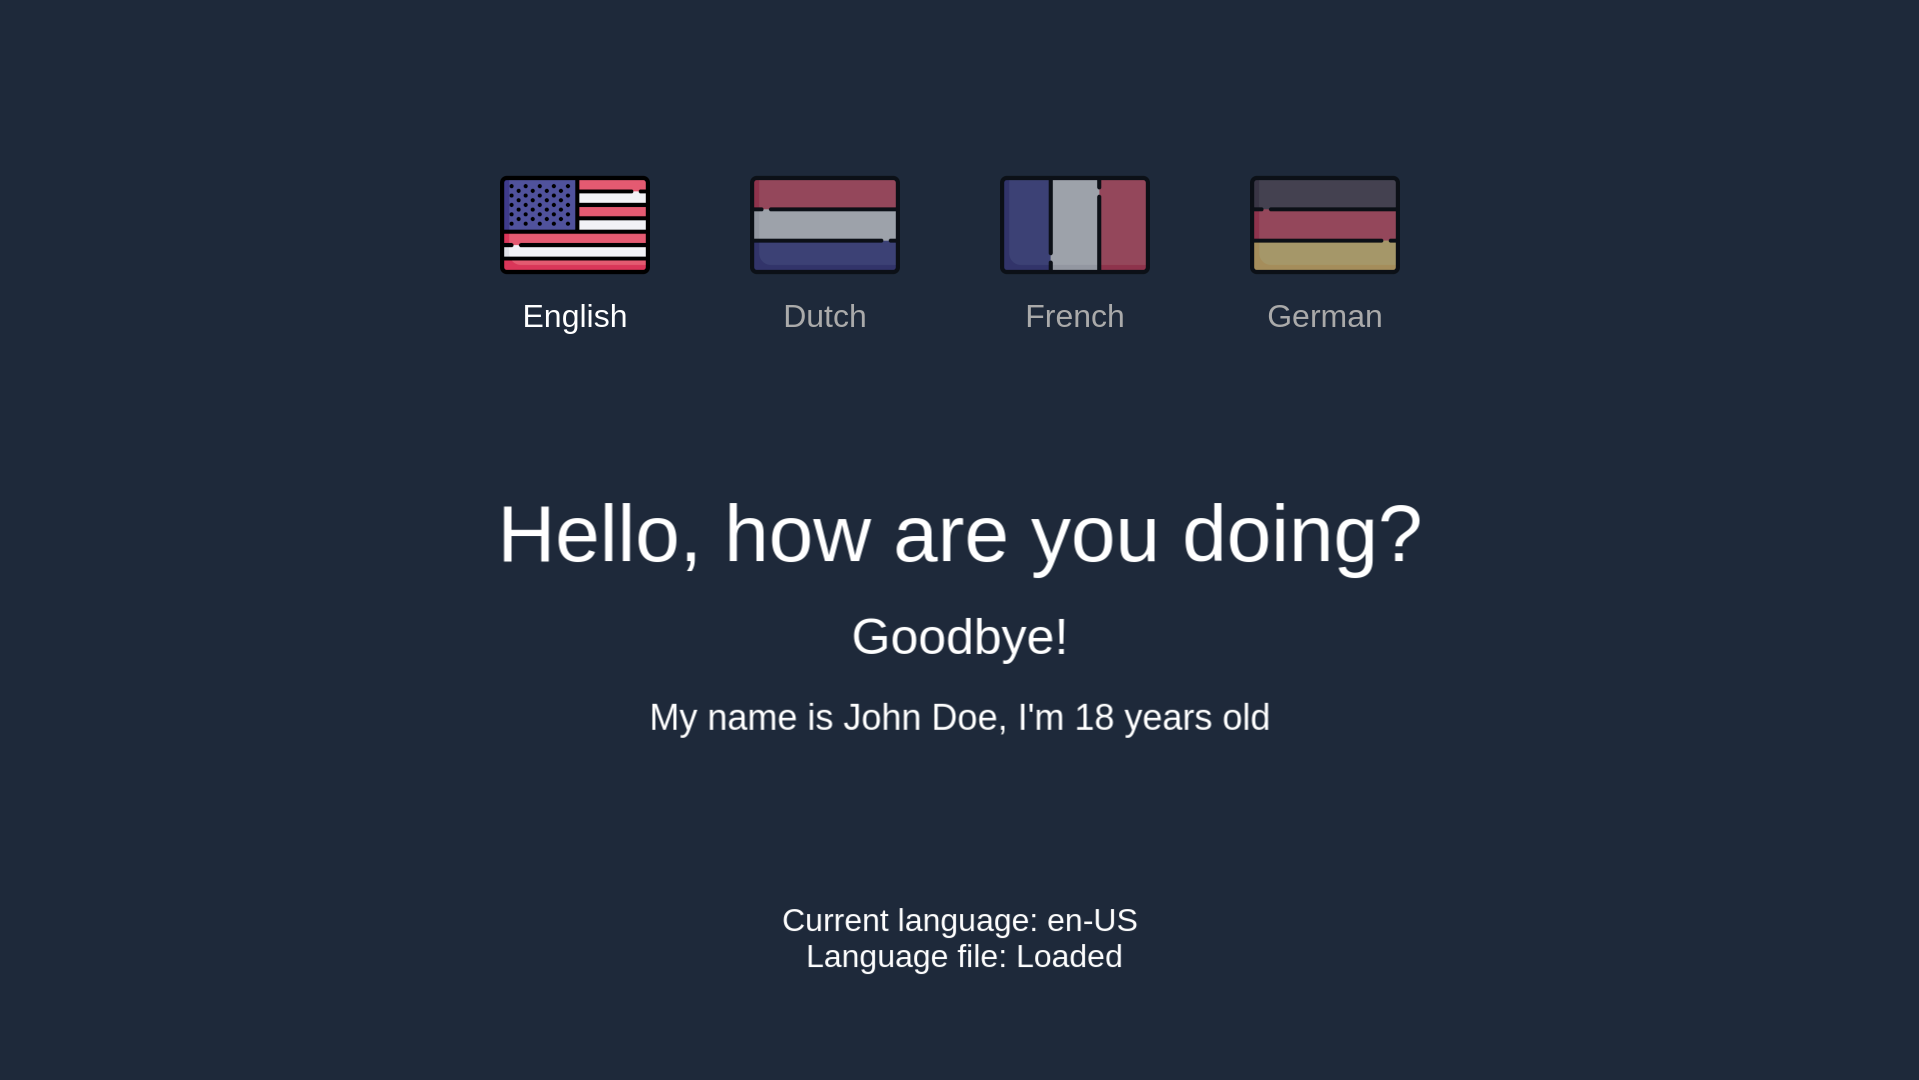 English
Dutch
French
German
Hello, how are you doing?
Goodbye!
My name is John Doe, I'm 18 years old
Current language: en-US
Language file: Loaded